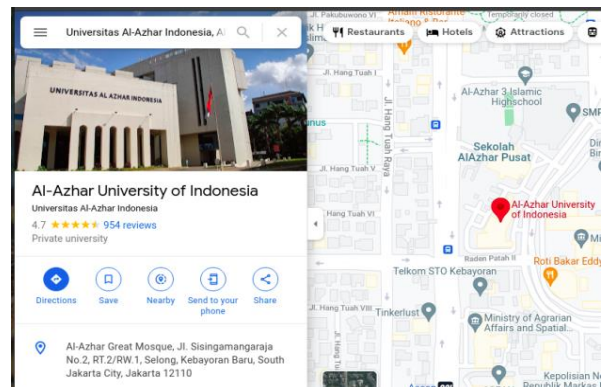 Universitas Al-Azhar Indonesia, Al
UNIVERSITAS AL AZHAR INDONESIA
Al-Azhar University of Indonesia
Universitas Al-Azhar Indonesia
4.7 954 reviews
Private university
Directions
Save
Nearby
Send to your
phone
Share
Al-Azhar Great Mosque, Jl. Sisingamangaraja
No.2, RT.2/RW.1, Selong, Kebayoran Baru, South
Jakarta City, Jakarta 12110
Jl. Pakubuwono VI
Temporarily closed
Restaurants
Hotels
Attractions
Jl. Hang Tuah I
Jl. Hang Tuah Raya
Al-Azhar 3 Islamic
Highschool
SMP
Sekolah
AlAzhar Pusat
Jl. Hang Tuah V
Al-Azhar University
of Indonesia
Hang Tuah VI
Raden Patah II
Telkom STO Kebayoran
Roti Bakar Eddy
Jl. Hang Tuah VIII
Tinkerlust
Ministry of Agrarian
Affairs and Spatial...
Kepolisian N
Republik Markan